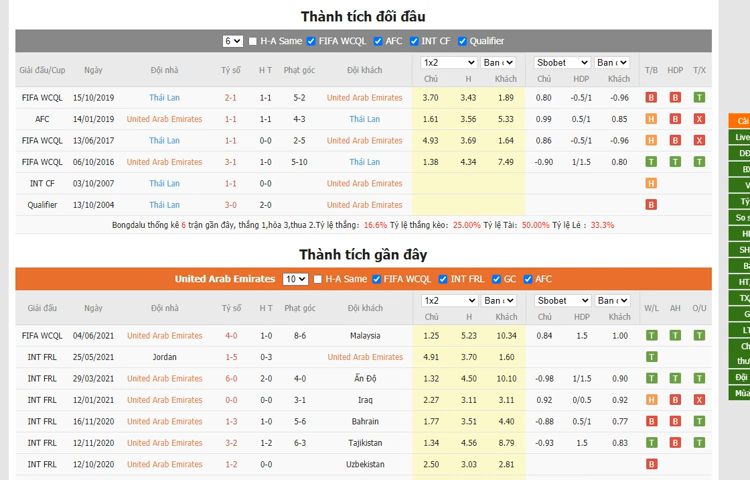 Thành tích đối đầu
6 H-A Same FIFA WCQL AFC INT CF Qualifier
Giải đấu/Cup Ngày Đội nhà Tỷ số H T Phạt góc Đội khách 1x2 Ban Sbobet Ban T/B HDP T/X
Chủ H Khách Chủ HDP Khách
FIFA WCQL 15/10/2019 Thái Lan 2-1 1-1 5-2 United Arab Emirates 3.70 3.43 1.89 0.80 -0.5/1 -0.96 B B T
AFC 14/01/2019 United Arab Emirates 1-1 1-1 4-3 Thái Lan 1.61 3.56 5.33 0.99 0.5/1 0.85 H B X
FIFA WCQL 13/06/2017 Thái Lan 1-1 0-0 2-5 United Arab Emirates 4.93 3.69 1.64 0.86 -0.5/1 -0.96 H B X
FIFA WCQL 06/10/2016 United Arab Emirates 3-1 1-0 5-10 Thái Lan 1.38 4.34 7.49 -0.90 1/1.5 0.80 T T T
INT CF 03/10/2007 Thái Lan 1-1 0-0 United Arab Emirates H
Qualifier 13/10/2004 Thái Lan 3-0 2-0 United Arab Emirates B
Bongdalu thống kê 6 trận gần đây, thắng 1,hòa 3,thua 2.Tỷ lệ thắng: 16.6% Tỷ lệ thắng kèo: 25.00% Tỷ lệ Tài: 50.00% Tỷ lệ Lẻ : 33.3%
Thành tích gần đây
United Arab Emirates 10 H-A Same FIFA WCQL INT FRL GC AFC
Giải đấu Ngày Đội nhà Tỷ số H T Phạt góc Đội khách 1x2 Ban Sbobet Ban W/L AH O/U
Chủ H Khách Chủ HDP Khách
FIFA WCQL 04/06/2021 United Arab Emirates 4-0 1-0 8-6 Malaysia 1.25 5.23 10.34 0.84 1.5 1.00 T T T
INT FRL 25/05/2021 Jordan 1-5 0-3 United Arab Emirates 4.91 3.70 1.60 T
INT FRL 29/03/2021 United Arab Emirates 6-0 2-0 4-0 Ấn Độ 1.32 4.50 10.10 -0.98 1/1.5 0.90 T T T
INT FRL 12/01/2021 United Arab Emirates 0-0 0-0 3-1 Iraq 2.27 3.11 3.11 0.92 0/0.5 0.92 H B X
INT FRL 16/11/2020 United Arab Emirates 1-3 1-0 5-6 Bahrain 1.77 3.51 4.40 -0.88 0.5/1 0.77 B B T
INT FRL 12/11/2020 United Arab Emirates 3-2 1-2 6-3 Tajikistan 1.34 4.56 8.79 -0.93 1.5 0.83 T B T
INT FRL 12/10/2020 United Arab Emirates 1-2 0-0 Uzbekistan 2.50 3.03 2.81 B